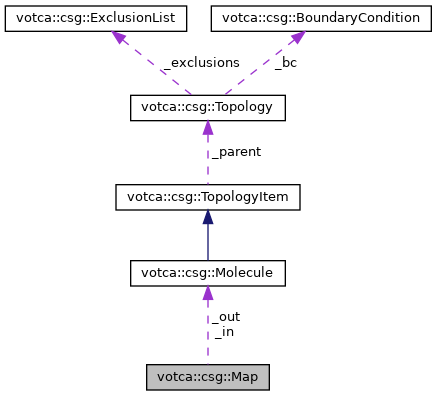 votca::csg::ExclusionList
votca::csg::BoundaryCondition
_exclusions
_bc
votca::csg::Topology
_parent
votca::csg::TopologyItem
votca::csg::Molecule
_out
_in
votca::csg::Map